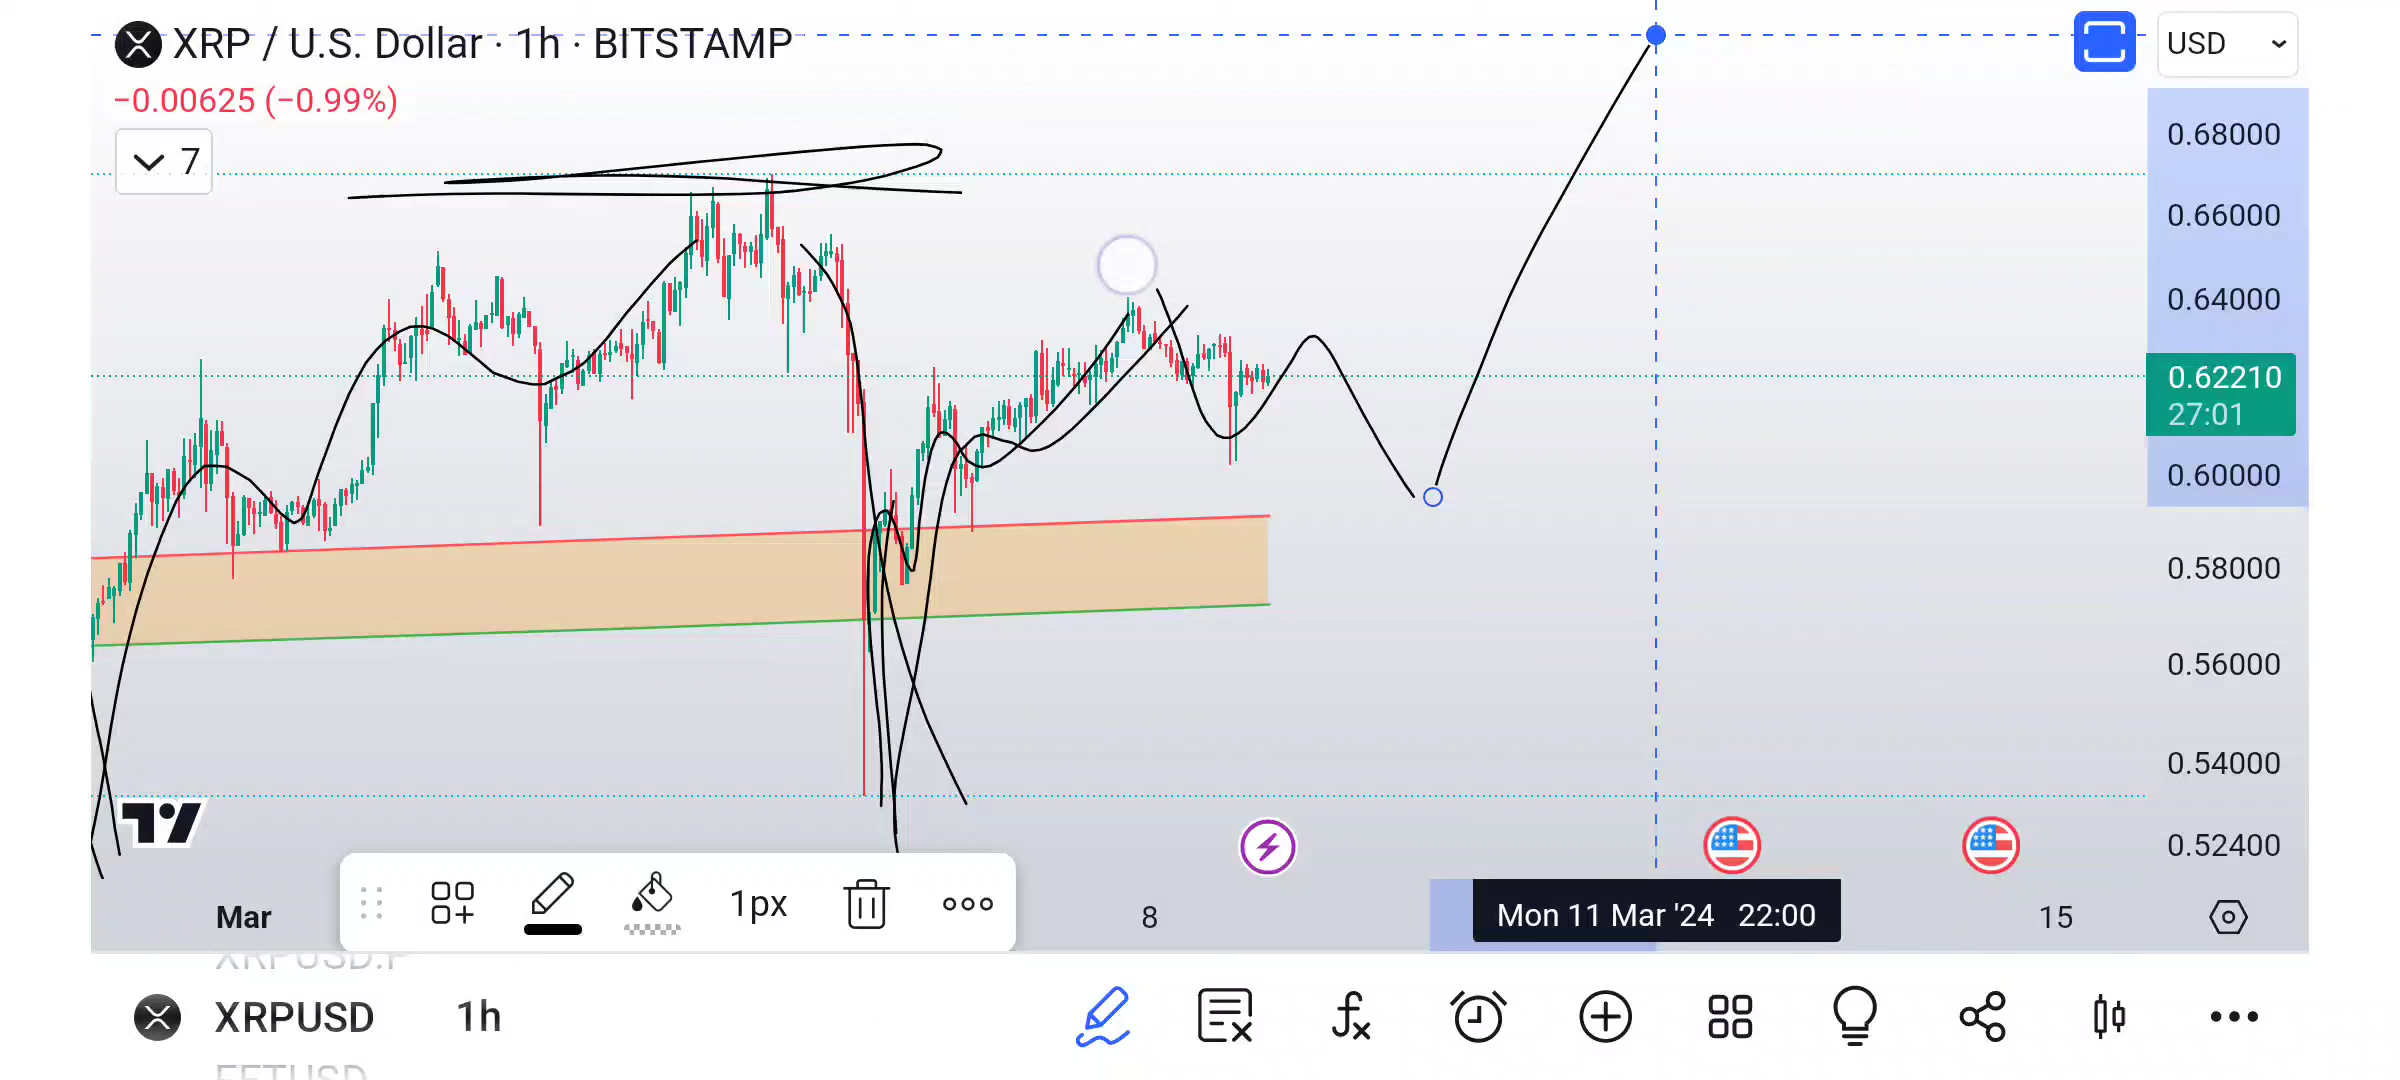 XRP / U.S. Dollar · 1h · BITSTAMP
USD
−0.00625 (−0.99%)
7
0.68000
0.66000
0.64000
0.62210
27:01
0.60000
0.58000
0.56000
0.54000
0.52400
Mar
1px
8
Mon 11 Mar '24 22:00
15
XRPUSD 1h